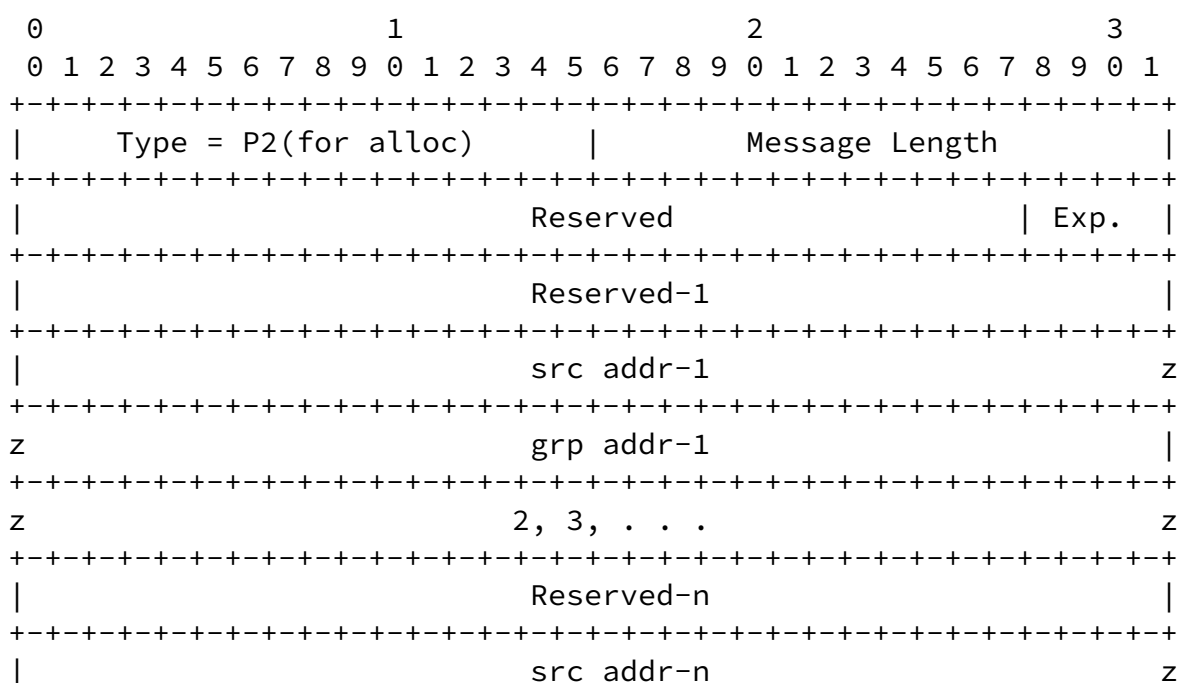 0                   1                   2                   3
 0 1 2 3 4 5 6 7 8 9 0 1 2 3 4 5 6 7 8 9 0 1 2 3 4 5 6 7 8 9 0 1
+-+-+-+-+-+-+-+-+-+-+-+-+-+-+-+-+-+-+-+-+-+-+-+-+-+-+-+-+-+-+-+-+
|     Type = P2(for alloc)      |        Message Length         |
+-+-+-+-+-+-+-+-+-+-+-+-+-+-+-+-+-+-+-+-+-+-+-+-+-+-+-+-+-+-+-+-+
|                            Reserved                   | Exp.  |
+-+-+-+-+-+-+-+-+-+-+-+-+-+-+-+-+-+-+-+-+-+-+-+-+-+-+-+-+-+-+-+-+
|                            Reserved-1                         |
+-+-+-+-+-+-+-+-+-+-+-+-+-+-+-+-+-+-+-+-+-+-+-+-+-+-+-+-+-+-+-+-+
|                            src addr-1                         z
+-+-+-+-+-+-+-+-+-+-+-+-+-+-+-+-+-+-+-+-+-+-+-+-+-+-+-+-+-+-+-+-+
z                            grp addr-1                         |
+-+-+-+-+-+-+-+-+-+-+-+-+-+-+-+-+-+-+-+-+-+-+-+-+-+-+-+-+-+-+-+-+
z                           2, 3, . . .                         z
+-+-+-+-+-+-+-+-+-+-+-+-+-+-+-+-+-+-+-+-+-+-+-+-+-+-+-+-+-+-+-+-+
|                            Reserved-n                         |
+-+-+-+-+-+-+-+-+-+-+-+-+-+-+-+-+-+-+-+-+-+-+-+-+-+-+-+-+-+-+-+-+
|                            src addr-n                         z